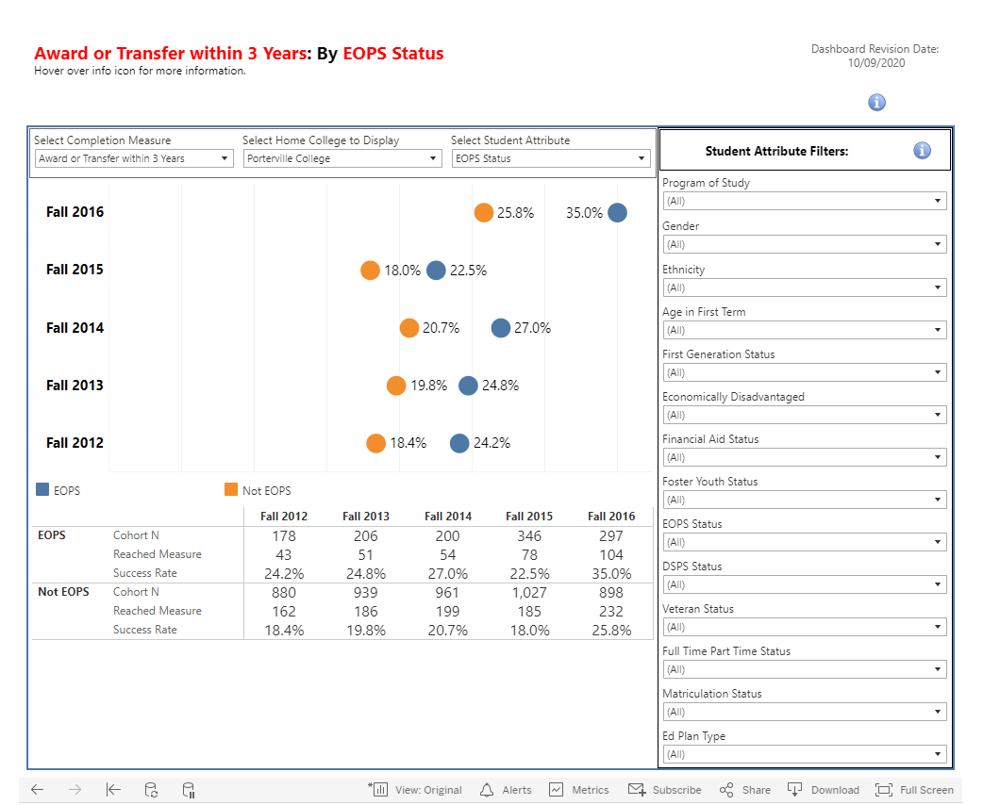 Award or Transfer within 3 Years: By EOPS Status
Hover over info icon for more information.
Dashboard Revision Date:
10/09/2020
Select Completion Measure
Award or Transfer within 3 Years
Select Home College to Display
Porterville College
Select Student Attribute
EOPS Status
Fall 2016 25.8% 35.0%
Fall 2015 18.0% 22.5%
Fall 2014 20.7% 27.0%
Fall 2013 19.8% 24.8%
Fall 2012 18.4% 24.2%
EOPS Not EOPS
Fall 2012 Fall 2013 Fall 2014 Fall 2015 Fall 2016
EOPS Cohort N 178 206 200 346 297
Reached Measure 43 51 54 78 104
Success Rate 24.2% 24.8% 27.0% 22.5% 35.0%
Not EOPS Cohort N 880 939 961 1,027 898
Reached Measure 162 186 199 185 232
Success Rate 18.4% 19.8% 20.7% 18.0% 25.8%
Student Attribute Filters:
Program of Study
(All)
Gender
(All)
Ethnicity
(All)
Age in First Term
(All)
First Generation Status
(All)
Economically Disadvantaged
(All)
Financial Aid Status
(All)
Foster Youth Status
(All)
EOPS Status
(All)
DSPS Status
(All)
Veteran Status
(All)
Full Time Part Time Status
(All)
Matriculation Status
(All)
Ed Plan Type
(All)
View: Original Alerts Metrics Subscribe Share Download Full Screen